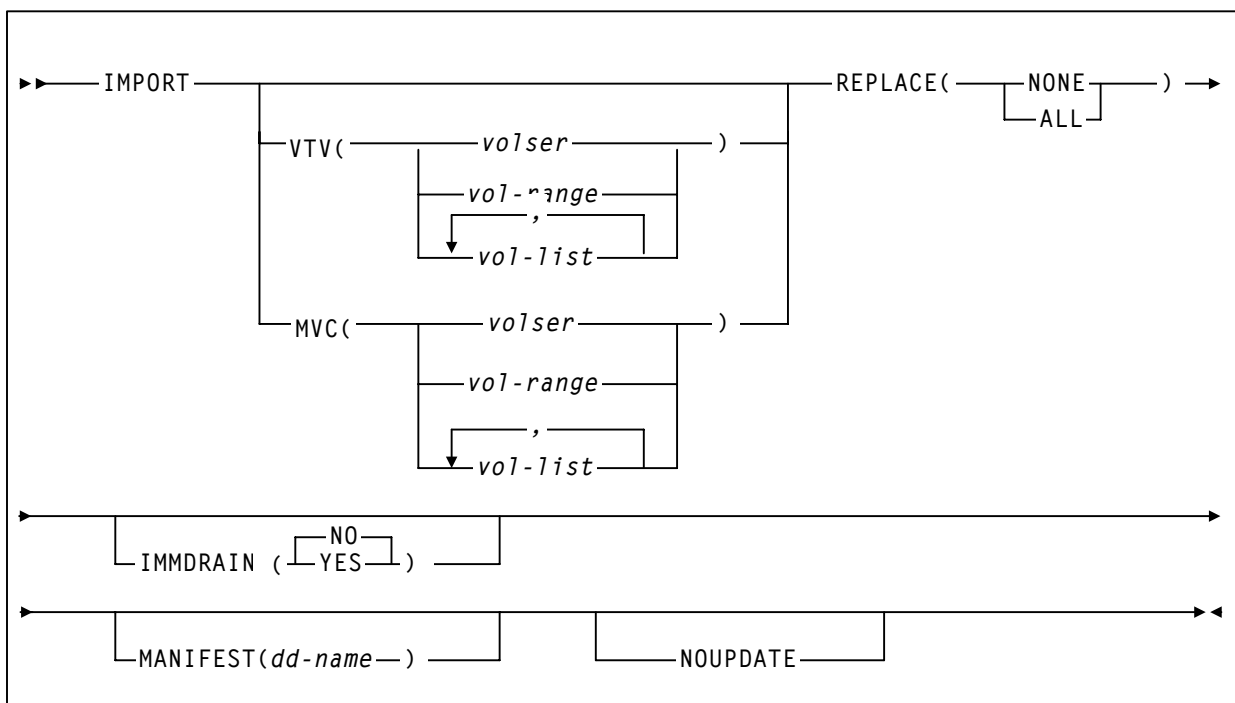 IMPORT REPLACE( NONE )
ALL
VTV( volser )
vol-range
,
vol-list
MVC( volser )
vol-range
,
vol-list
NO
IMMDRAIN ( YES )
MANIFEST(dd-name ) NOUPDATE